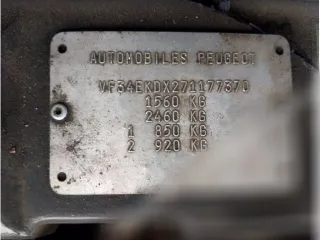 AUTOMOBILES PEUGEOT
VF34EKDX271177370
1560 KG
2460 KG
1 850 KG
2 920 KG